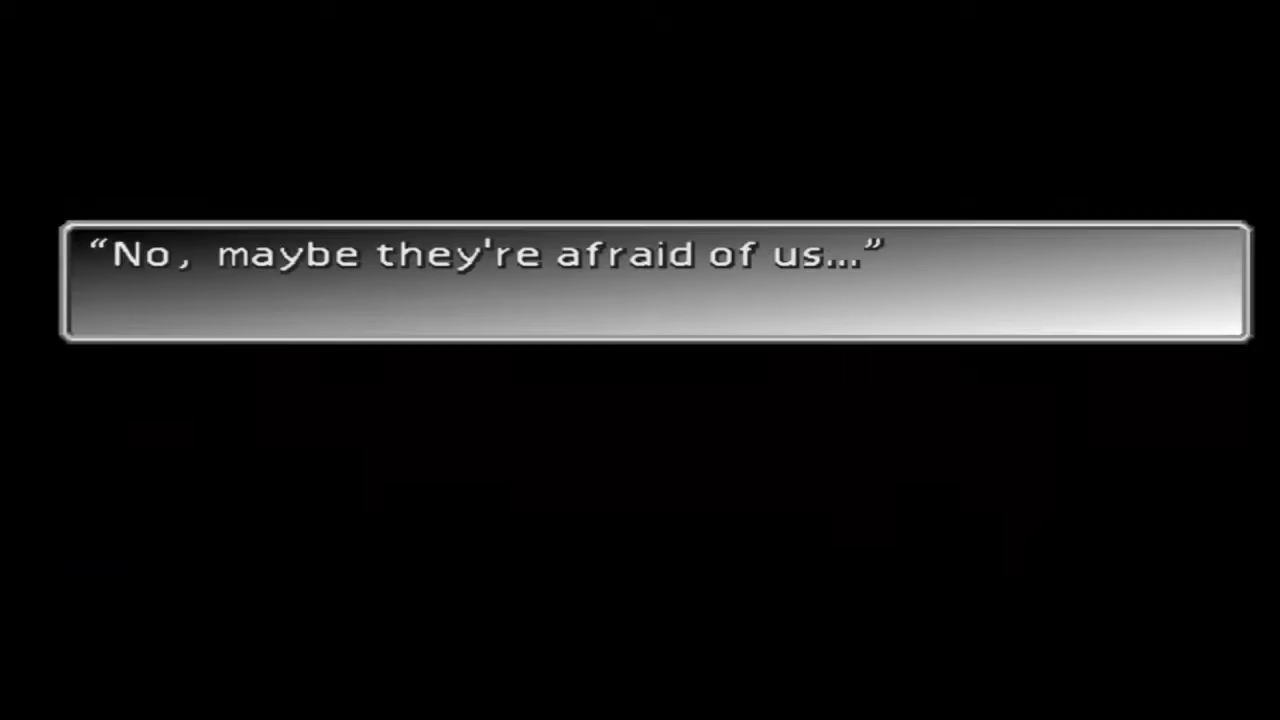 “No, maybe they're afraid of us...”